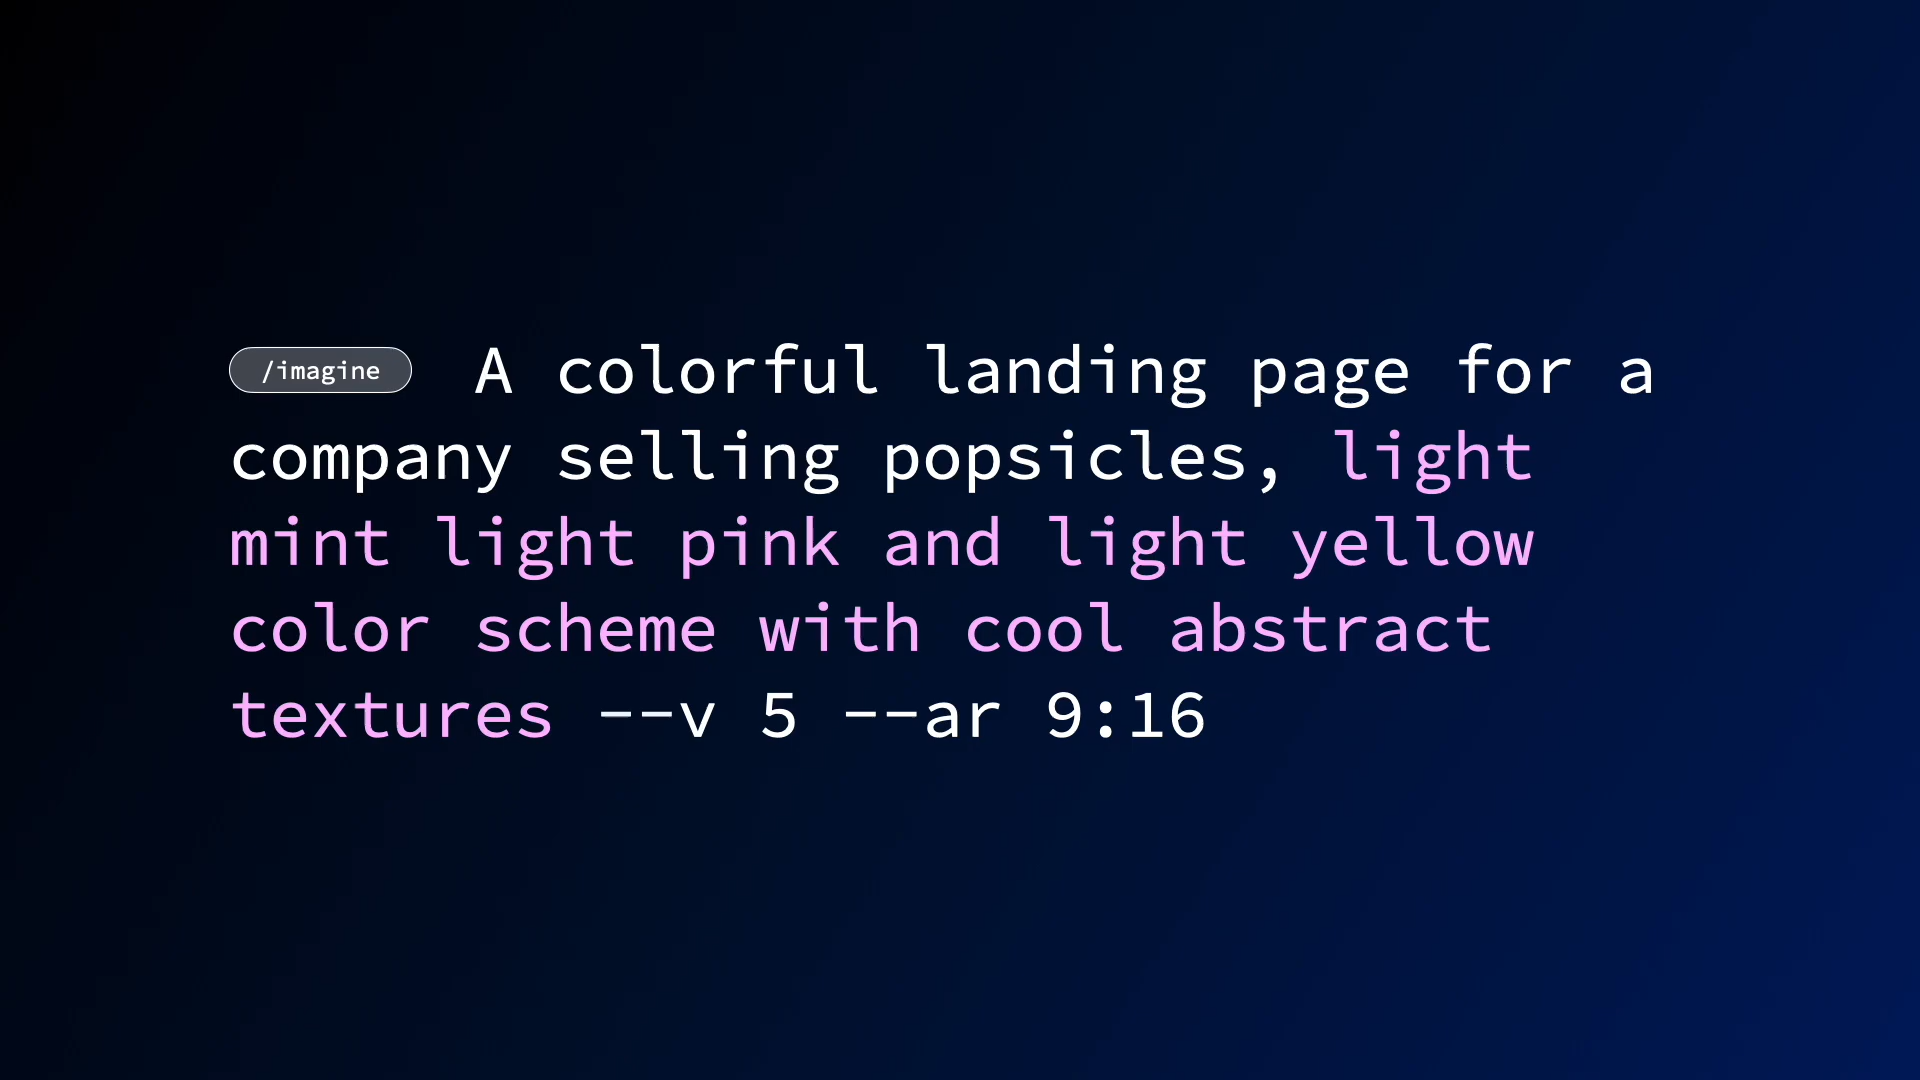 /imagine A colorful landing page for a
company selling popsicles, light
mint light pink and light yellow
color scheme with cool abstract
textures --v 5 --ar 9:16